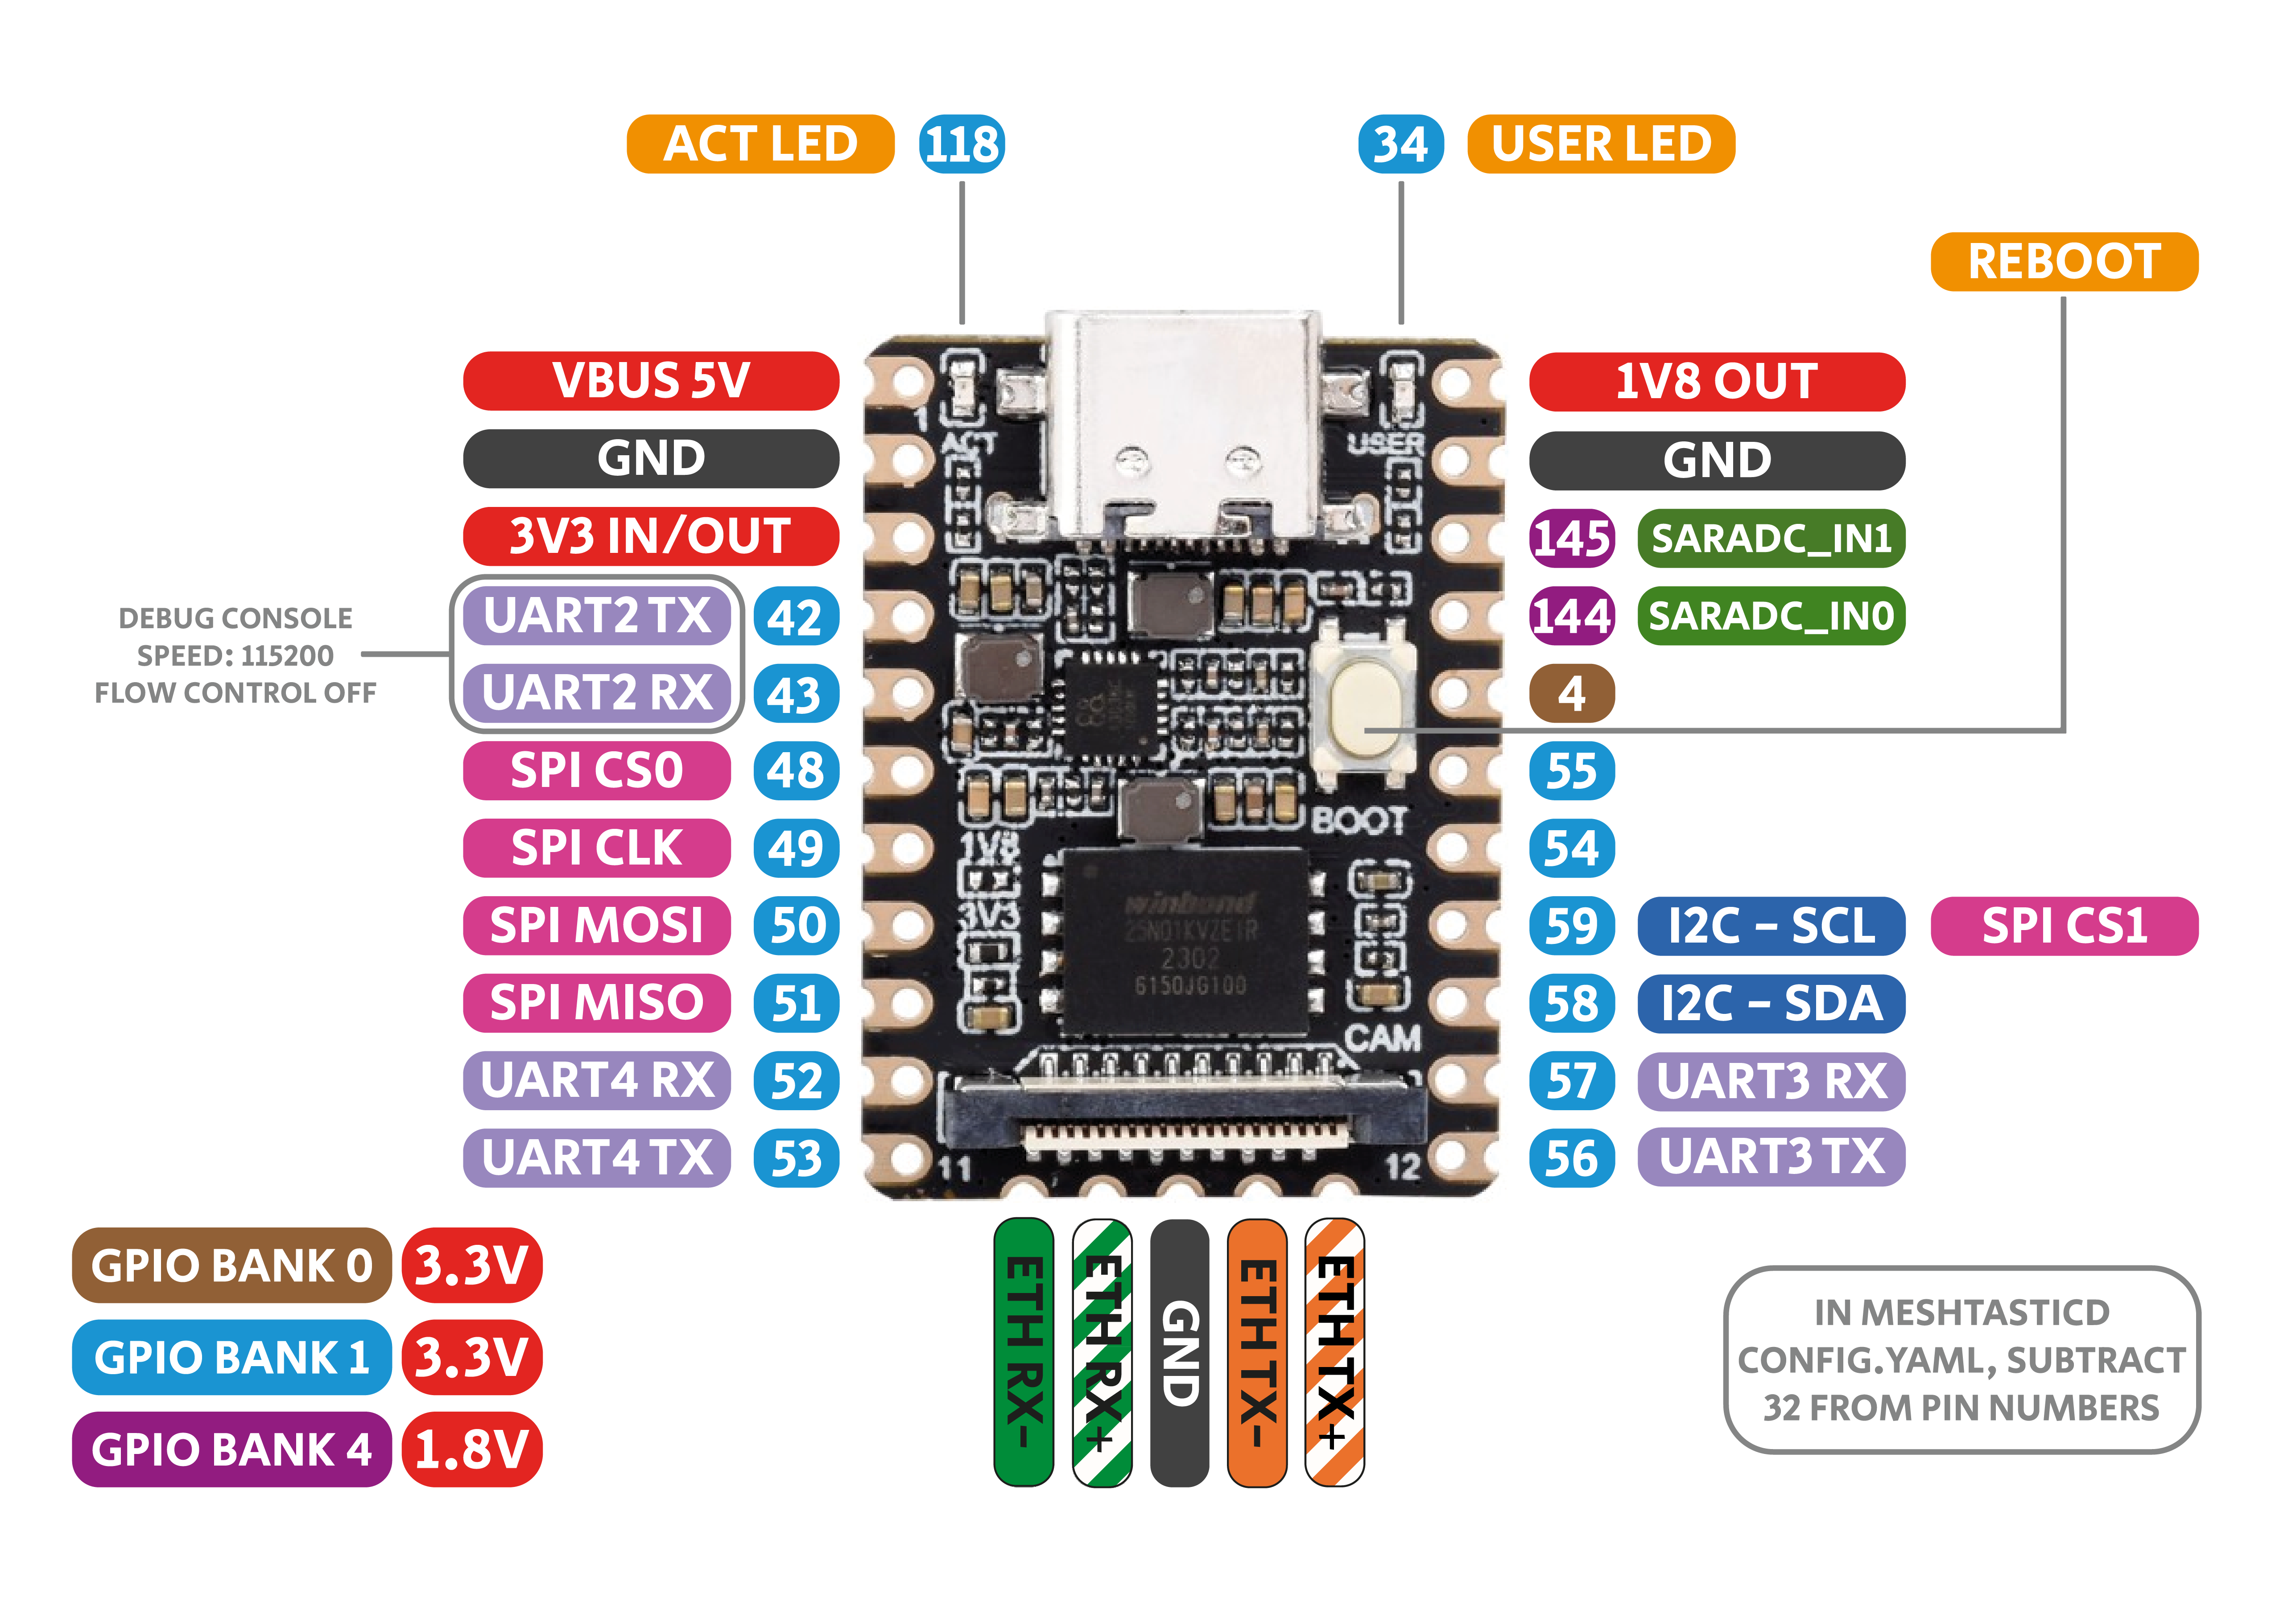 ACT LED
118
34
USER LED
REBOOT
VBUS 5V
GND
3V3 IN/OUT
UART2 TX
42
UART2 RX
43
DEBUG CONSOLE
SPEED: 115200
FLOW CONTROL OFF
SPI CS0
48
SPI CLK
49
SPI MOSI
50
SPI MISO
51
UART4 RX
52
UART4 TX
53
1
ACT
USER
BOOT
1V8
3V3
winbond
25N01KVZEIR
2302
6150JG100
CAM
11
12
1V8 OUT
GND
145
SARADC_IN1
144
SARADC_IN0
4
55
54
59
I2C – SCL
SPI CS1
58
I2C – SDA
57
UART3 RX
56
UART3 TX
ETH RX-
ETH RX+
GND
ETH TX-
ETH TX+
GPIO BANK 0
3.3V
GPIO BANK 1
3.3V
GPIO BANK 4
1.8V
IN MESHTASTICD
CONFIG.YAML, SUBTRACT
32 FROM PIN NUMBERS